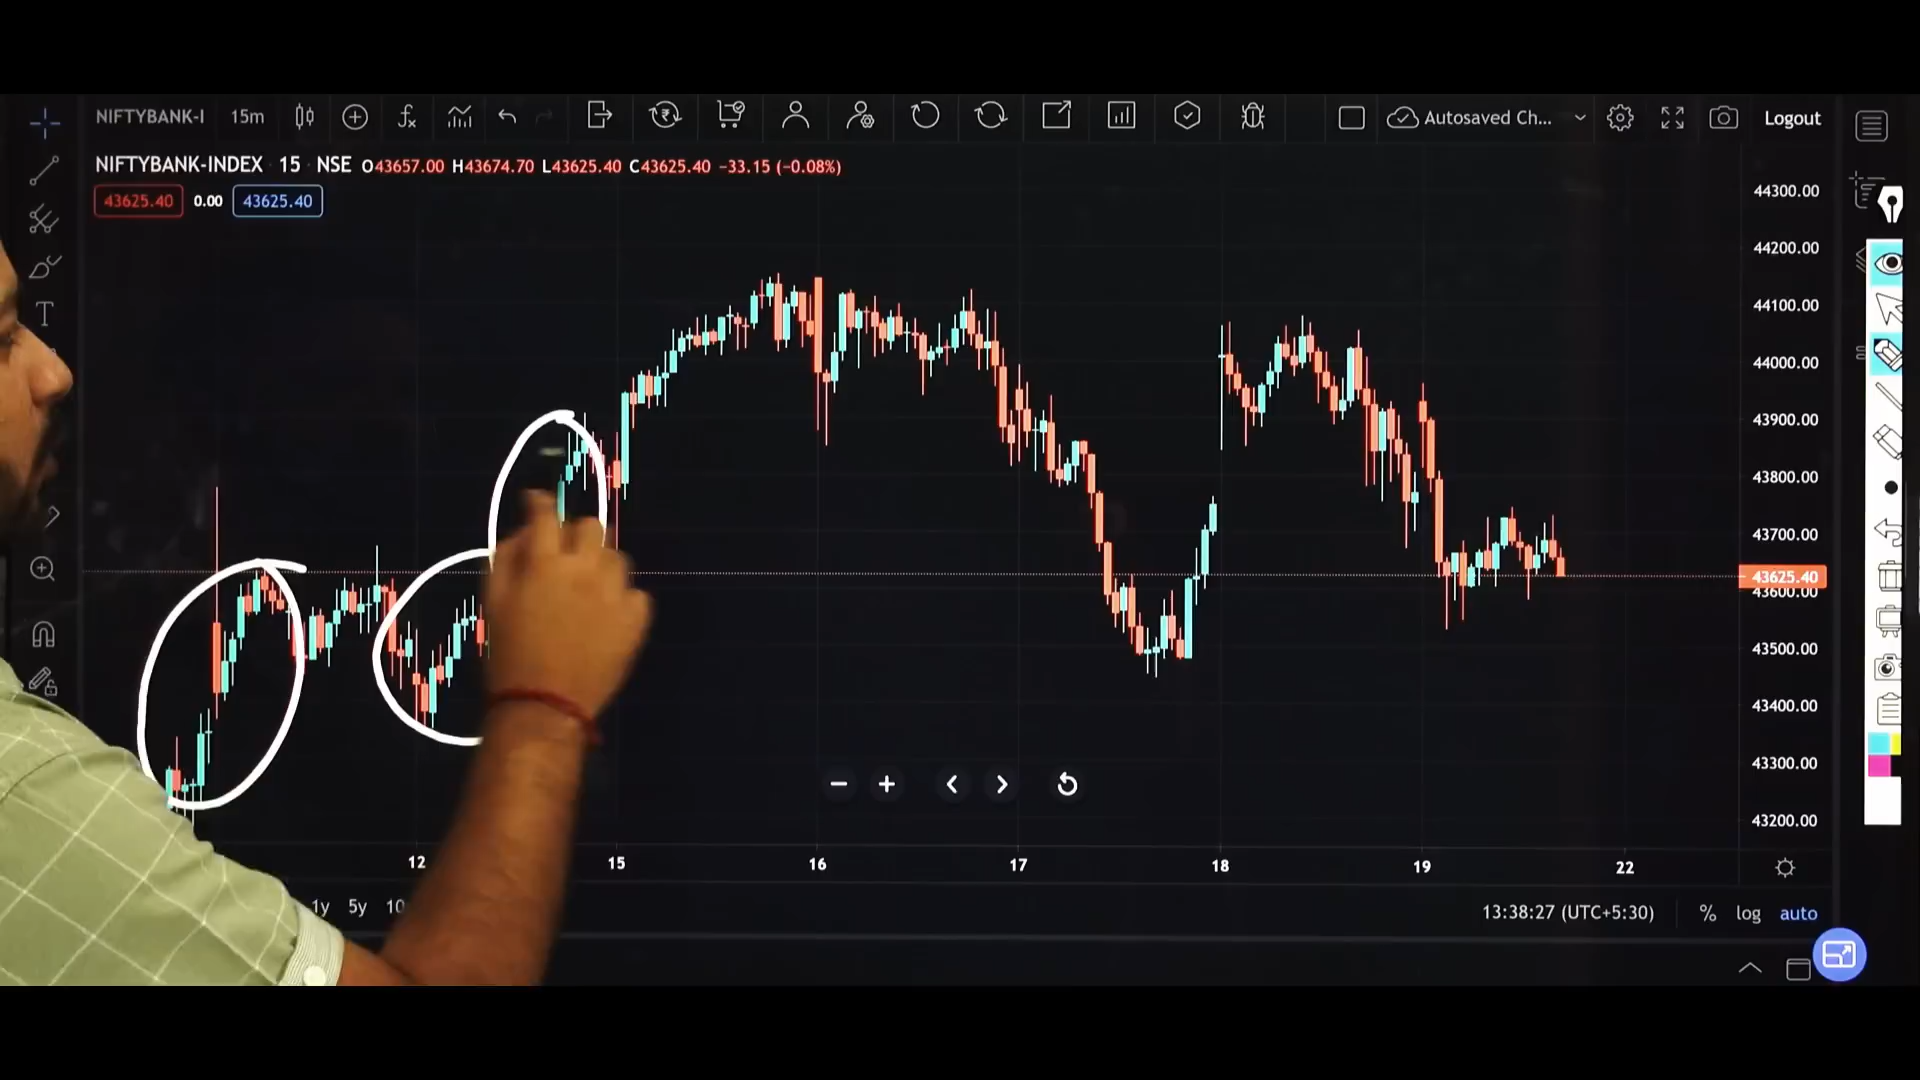 NIFTYBANK-I 15m fx Autosaved Ch... Logout
NIFTYBANK-INDEX 15 NSE O43657.00 H43674.70 L43625.40 C43625.40 −33.15 (−0.08%)
43625.40 0.00 43625.40
44300.00
44200.00
44100.00
44000.00
43900.00
43800.00
43700.00
43625.40
43600.00
43500.00
43400.00
43300.00
43200.00
12 15 16 17 18 19 22
1y 5y 10 13:38:27 (UTC+5:30) % log auto